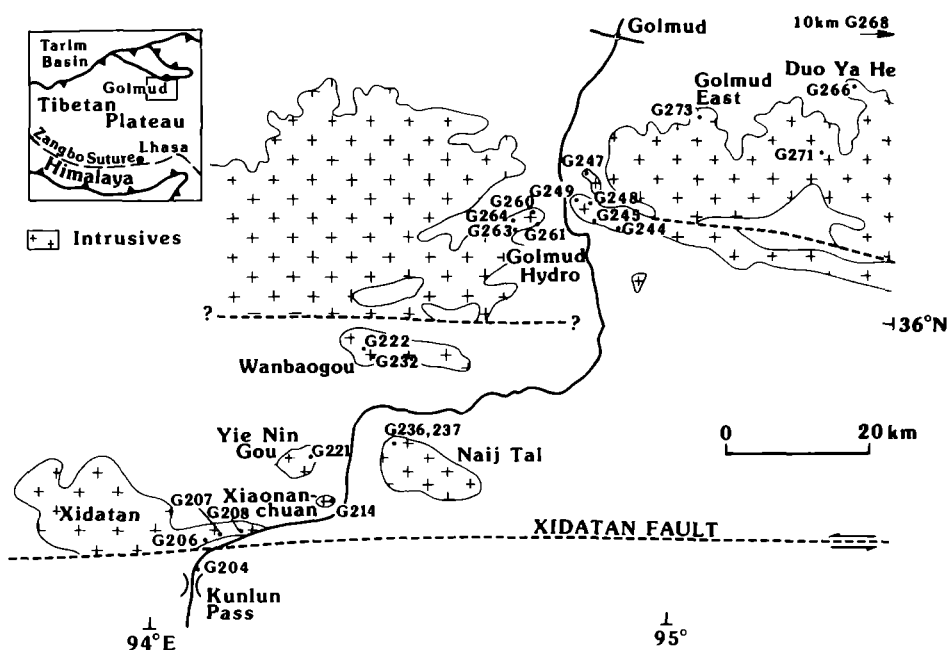 Golmud
10km G268
Tarim
Basin
Golmud
Tibetan
Plateau
Zangbo Suture
Lhasa
Himalaya
Intrusives
Golmud
East
G273
Duo Ya He
G266
G271
G247
G249
G248
G245
G244
G260
G264
G263
G261
Golmud
Hydro
?
?
36°N
G222
G232
Wanbaogou
0
20 km
Yie Nin
Gou
G221
G236,237
Naij Tal
Xidatan
G207
G208
G206
Xiaonan-
chuan
G214
XIDATAN FAULT
G204
Kunlun
Pass
94°E
95°